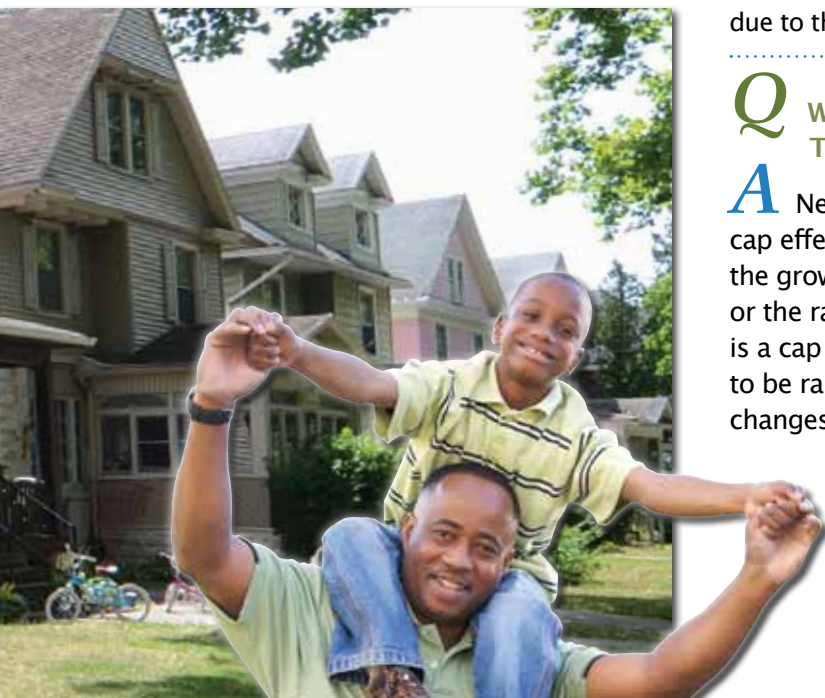 due to th
Q W
T
A Ne
cap effe
the grow
or the ra
is a cap
to be ra
changes